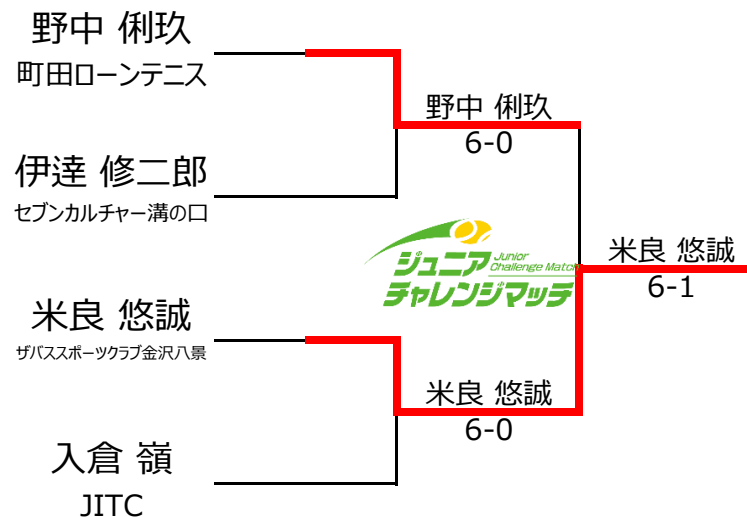 野中 俐玖
町田ローンテニス
野中 俐玖
6-0
伊達 修二郎
セブンカルチャー溝の口
ジュニア Junior Challenge Match
チャレンジマッチ
米良 悠誠
6-1
米良 悠誠
ザバススポーツクラブ金沢八景
米良 悠誠
6-0
入倉 嶺
JITC